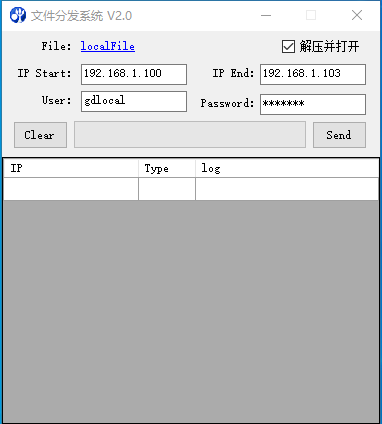 文件分发系统 V2.0
File: localFile 解压并打开
IP Start: 192.168.1.100 IP End: 192.168.1.103
User: gdlocal Password: *******
Clear Send
IP Type log